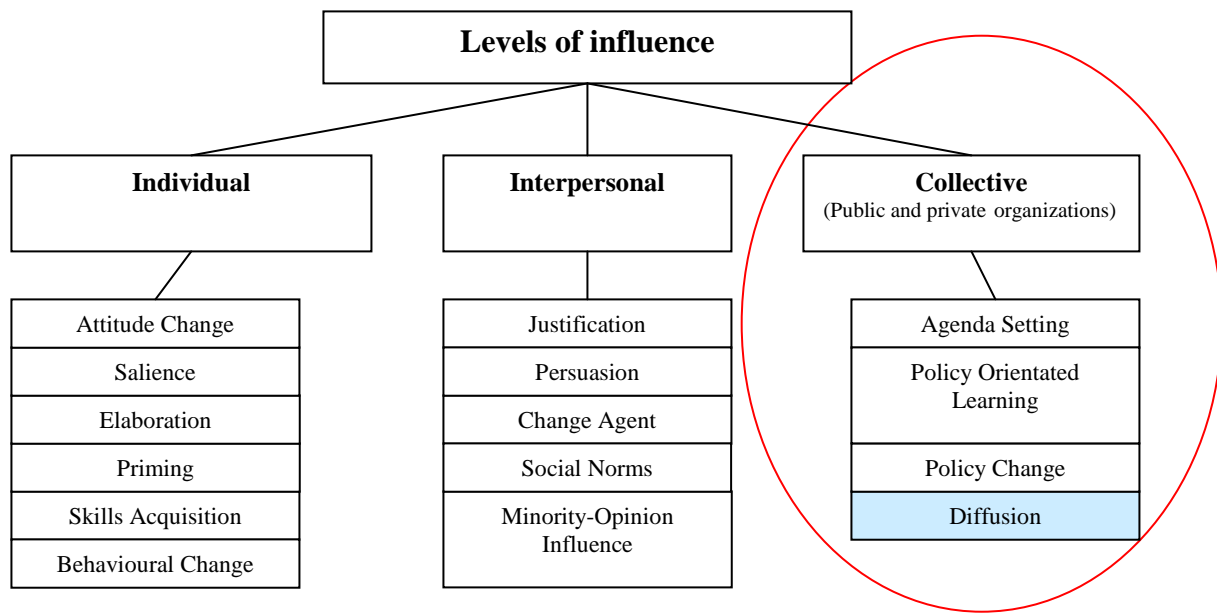 Levels of influence
Individual
Interpersonal
Collective
(Public and private organizations)
Attitude Change
Salience
Elaboration
Priming
Skills Acquisition
Behavioural Change
Justification
Persuasion
Change Agent
Social Norms
Minority-Opinion
Influence
Agenda Setting
Policy Orientated
Learning
Policy Change
Diffusion